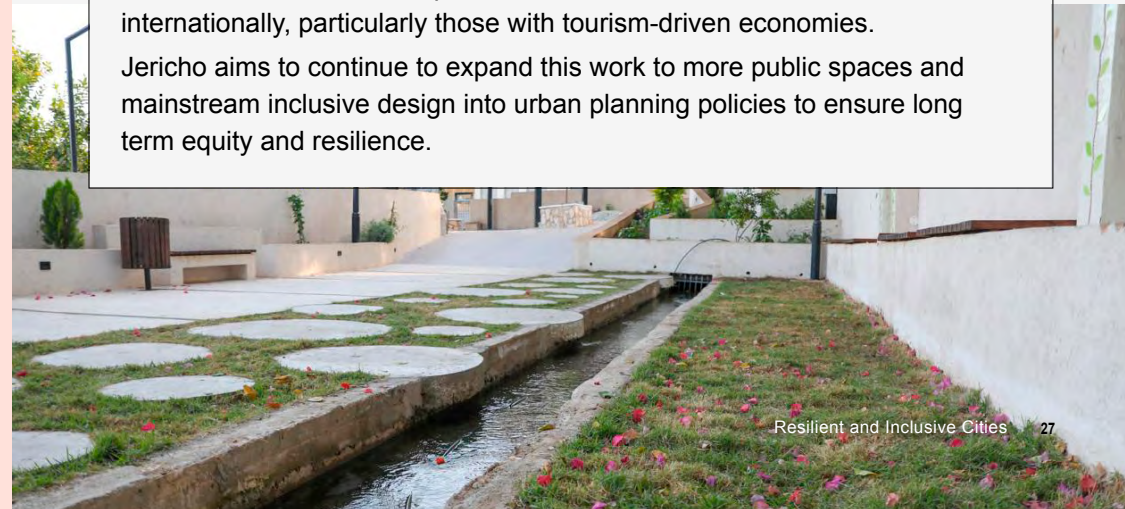 internationally, particularly those with tourism-driven economies.
Jericho aims to continue to expand this work to more public spaces and
mainstream inclusive design into urban planning policies to ensure long
term equity and resilience.
Resilient and Inclusive Cities 27